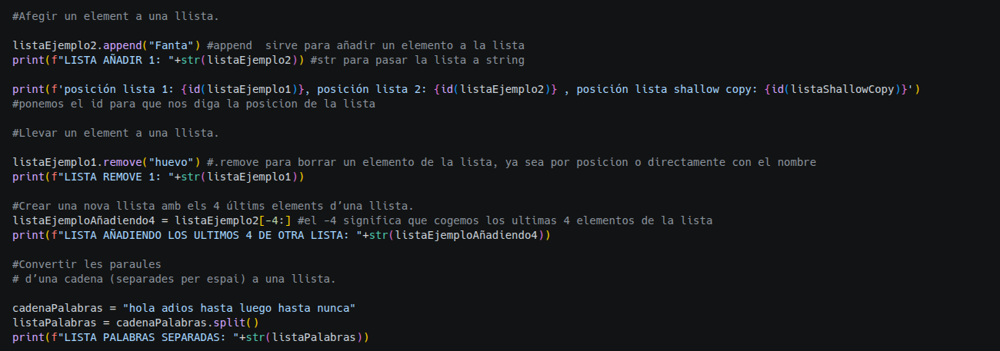 #Afegir un element a una llista.
listaEjemplo2.append("Fanta") #append  sirve para añadir un elemento a la lista
print(f"LISTA AÑADIR 1: "+str(listaEjemplo2)) #str para pasar la lista a string
print(f'posición lista 1: {id(listaEjemplo1)}, posición lista 2: {id(listaEjemplo2)} , posición lista shallow copy: {id(listaShallowCopy)}')
#ponemos el id para que nos diga la posicion de la lista
#Llevar un element a una llista.
listaEjemplo1.remove("huevo") #.remove para borrar un elemento de la lista, ya sea por posicion o directamente con el nombre
print(f"LISTA REMOVE 1: "+str(listaEjemplo1))
#Crear una nova llista amb els 4 últims elements d’una llista.
listaEjemploAñadiendo4 = listaEjemplo2[-4:] #el -4 significa que cogemos los ultimas 4 elementos de la lista
print(f"LISTA AÑADIENDO LOS ULTIMOS 4 DE OTRA LISTA: "+str(listaEjemploAñadiendo4))
#Convertir les paraules
# d’una cadena (separades per espai) a una llista.
cadenaPalabras = "hola adios hasta luego hasta nunca"
listaPalabras = cadenaPalabras.split()
print(f"LISTA PALABRAS SEPARADAS: "+str(listaPalabras))